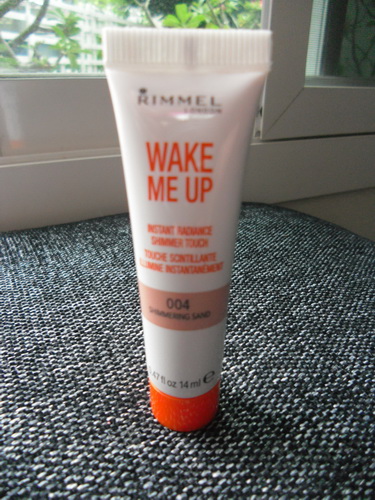 RIMMEL
LONDON
WAKE
ME UP
INSTANT RADIANCE
SHIMMER TOUCH
TOUCHE SCINTILLANTE
ILLUMINE INSTANTANÉMENT
004
SHIMMERING SAND
0.47 fl oz 14 ml ℮